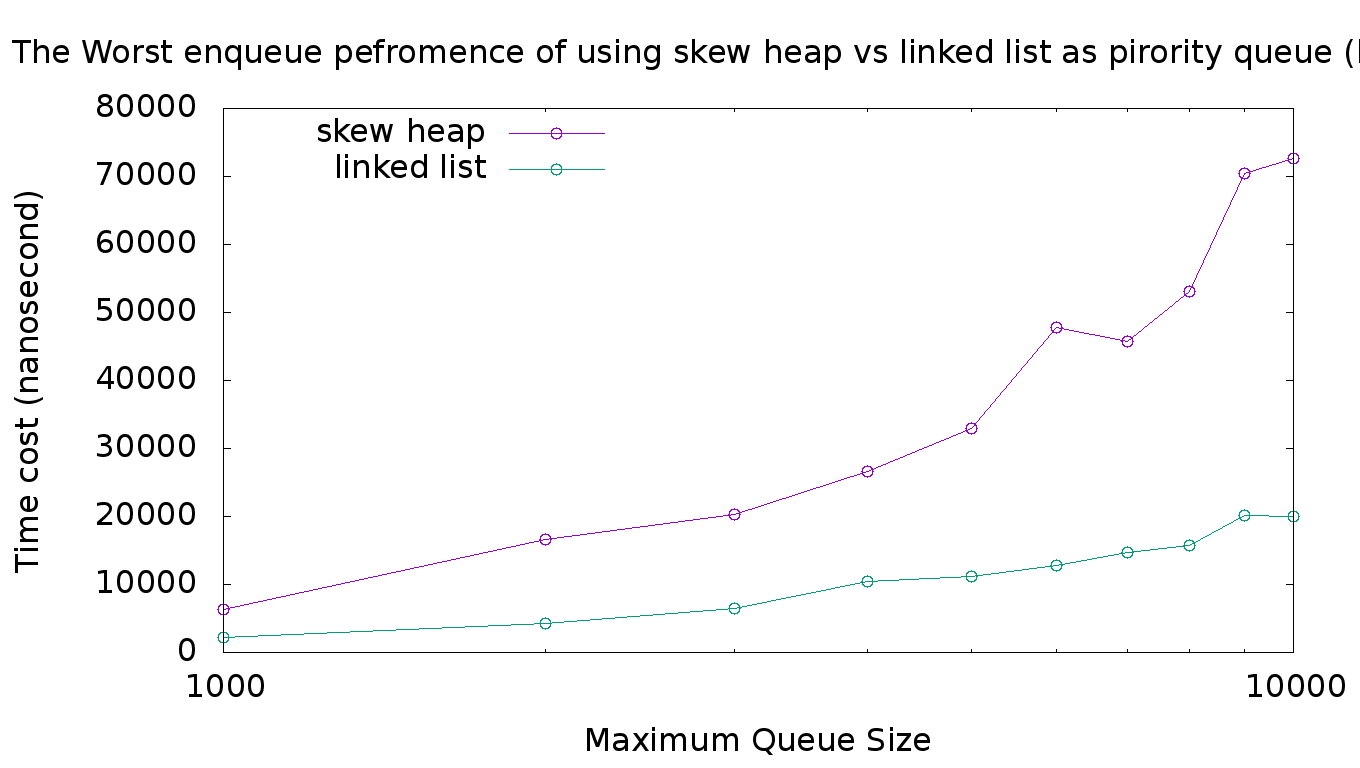 The Worst enqueue pefromence of using skew heap vs linked list as pirority queue (
80000
70000
60000
50000
40000
30000
20000
10000
0
Time cost (nanosecond)
skew heap
linked list
1000
10000
Maximum Queue Size